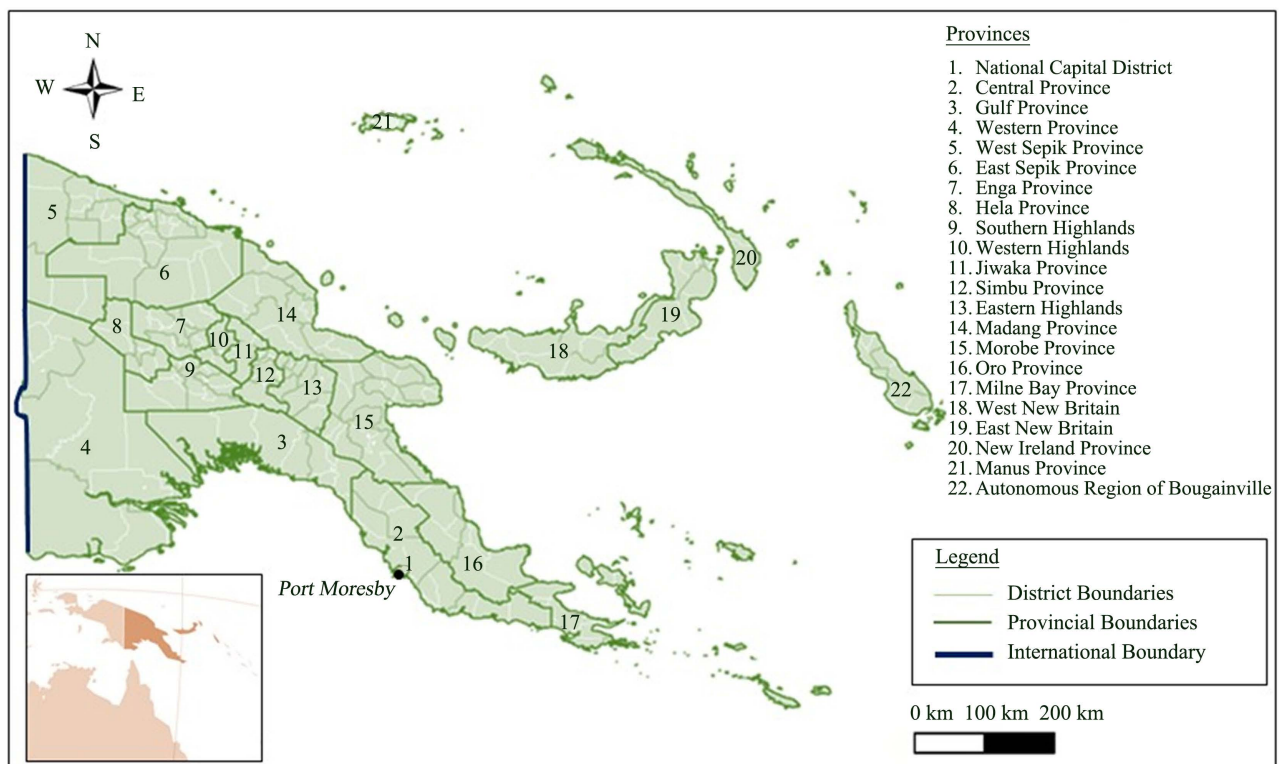 N
W
E
S
21
5
6
14
8
7
10
11
9
12
13
15
4
3
2
1
16
17
20
19
18
22
Port Moresby
Provinces
1. National Capital District
2. Central Province
3. Gulf Province
4. Western Province
5. West Sepik Province
6. East Sepik Province
7. Enga Province
8. Hela Province
9. Southern Highlands
10. Western Highlands
11. Jiwaka Province
12. Simbu Province
13. Eastern Highlands
14. Madang Province
15. Morobe Province
16. Oro Province
17. Milne Bay Province
18. West New Britain
19. East New Britain
20. New Ireland Province
21. Manus Province
22. Autonomous Region of Bougainville
Legend
District Boundaries
Provincial Boundaries
International Boundary
0 km 100 km 200 km